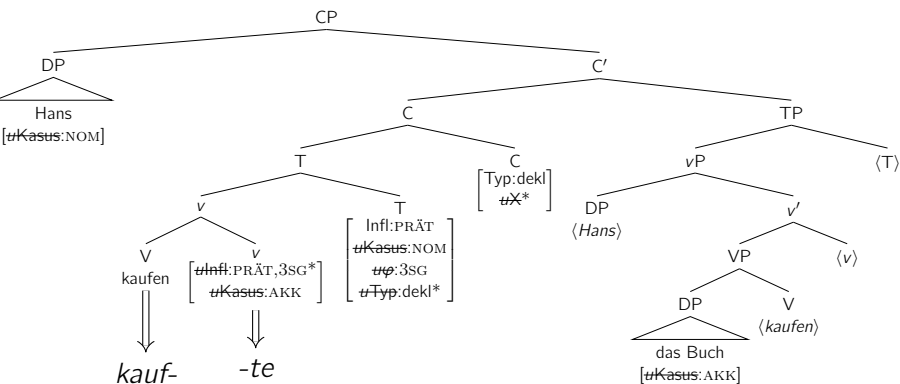 CP
DP C′
Hans
[uKasus:NOM]
C TP
T C
[Typ:dekl
uX*]
vP ⟨T⟩
v T
[Infl:PRÄT
uKasus:NOM
uφ:3SG
uTyp:dekl*]
DP v′
⟨Hans⟩
V v
kaufen
[uInfl:PRÄT,3SG*
uKasus:AKK]
VP ⟨v⟩
DP V
das Buch ⟨kaufen⟩
[uKasus:AKK]
kauf- -te